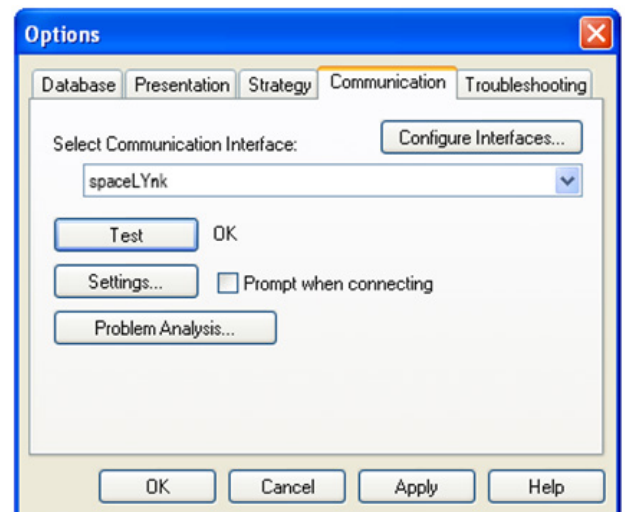 Options
Database Presentation Strategy Communication Troubleshooting
Configure Interfaces...
Select Communication Interface:
spaceLYnk
Test OK
Settings... Prompt when connecting
Problem Analysis...
OK Cancel Apply Help